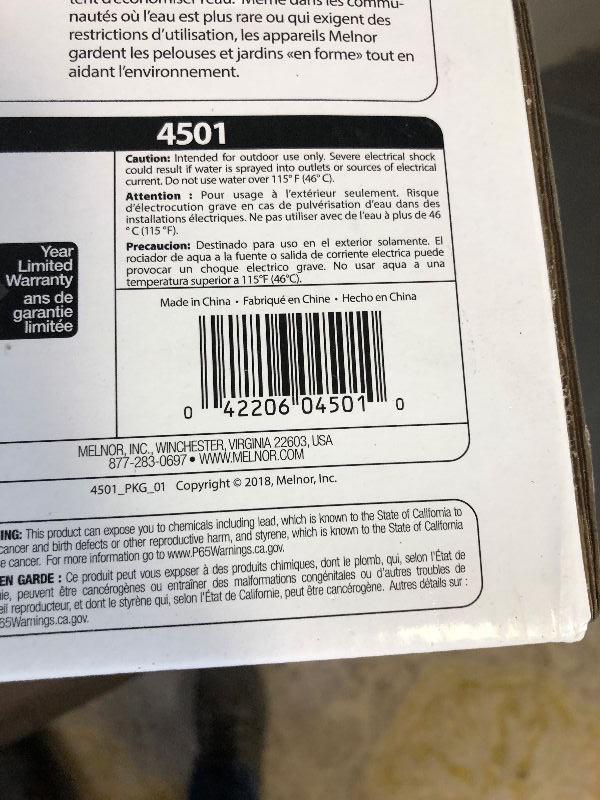 tent d'économiser l'eau. Même dans les commu-
nautés où l'eau est plus rare ou qui exigent des
restrictions d'utilisation, les appareils Melnor
gardent les pelouses et jardins «en forme» tout en
aidant l'environnement.
4501
Caution: Intended for outdoor use only. Severe electrical shock
could result if water is sprayed into outlets or sources of electrical
current. Do not use water over 115° F (46° C).
Attention : Pour usage à l'extérieur seulement. Risque
d'électrocution grave en cas de pulvérisation d'eau dans des
installations électriques. Ne pas utiliser avec de l'eau à plus de 46
° C (115 °F).
Precaucion: Destinado para uso en el exterior solamente. El
rociador de aqua a la fuente o salida de corriente electrica puede
provocar un choque electrico grave. No usar aqua a una
temperatura superior a 115°F (46°C).
Year
Limited
Warranty
ans de
garantie
limitée
Made in China • Fabriqué en Chine • Hecho en China
0 42206 04501 0
MELNOR, INC., WINCHESTER, VIRGINIA 22603, USA
877-283-0697 • WWW.MELNOR.COM
4501_PKG_01 Copyright © 2018, Melnor, Inc.
ING: This product can expose you to chemicals including lead, which is known to the State of California to
cancer and birth defects or other reproductive harm, and styrene, which is known to the State of California
e cancer. For more information go to www.P65Warnings.ca.gov.
EN GARDE : Ce produit peut vous exposer à des produits chimiques, dont le plomb, qui, selon l'État de
ie, peuvent être cancérogènes ou entraîner des malformations congénitales ou d'autres troubles de
eil reproducteur, et dont le styrène qui, selon l'État de Californie, peut être cancérogène. Autres détails sur :
65Warnings.ca.gov.